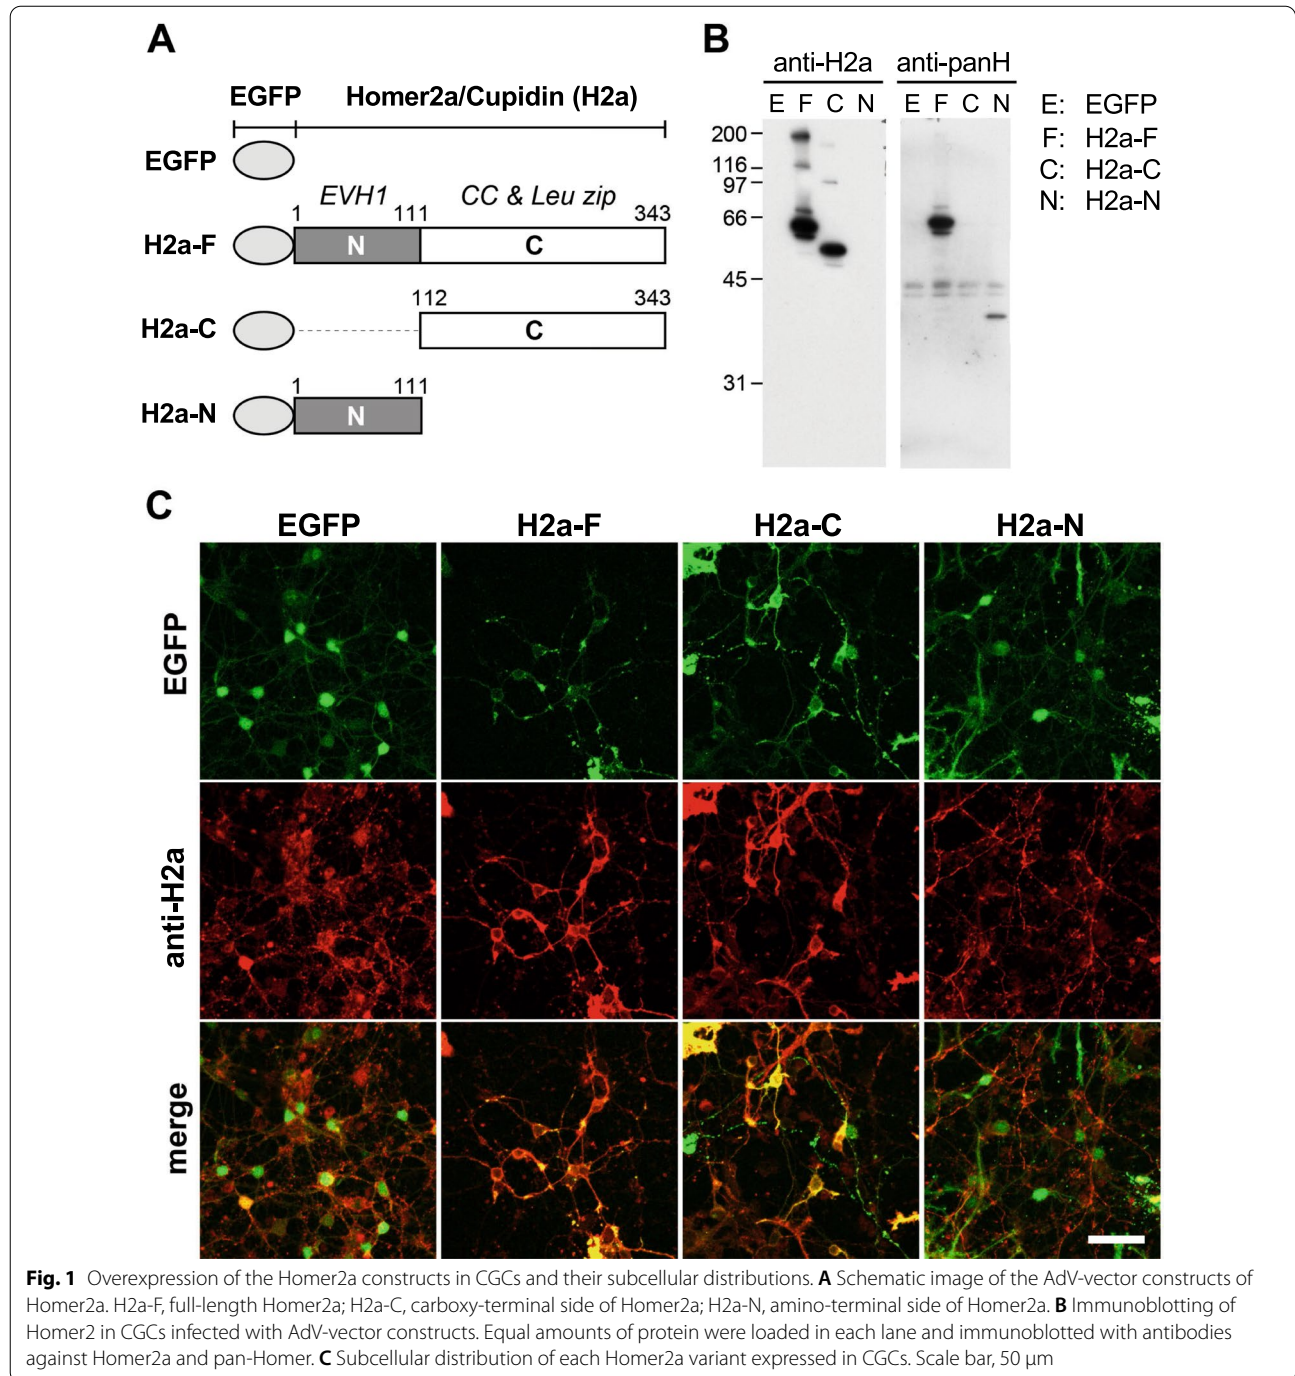 A
EGFP Homer2a/Cupidin (H2a)
EGFP
EVH1 CC & Leu zip
1 111 343
H2a-F N C
112 343
H2a-C C
1 111
H2a-N N
B
anti-H2a anti-panH
E F C N E F C N
200
116
97
66
45
31
E: EGFP
F: H2a-F
C: H2a-C
N: H2a-N
C
EGFP H2a-F H2a-C H2a-N
EGFP
anti-H2a
merge
Fig. 1 Overexpression of the Homer2a constructs in CGCs and their subcellular distributions. A Schematic image of the AdV-vector constructs of
Homer2a. H2a-F, full-length Homer2a; H2a-C, carboxy-terminal side of Homer2a; H2a-N, amino-terminal side of Homer2a. B Immunoblotting of
Homer2 in CGCs infected with AdV-vector constructs. Equal amounts of protein were loaded in each lane and immunoblotted with antibodies
against Homer2a and pan-Homer. C Subcellular distribution of each Homer2a variant expressed in CGCs. Scale bar, 50 μm